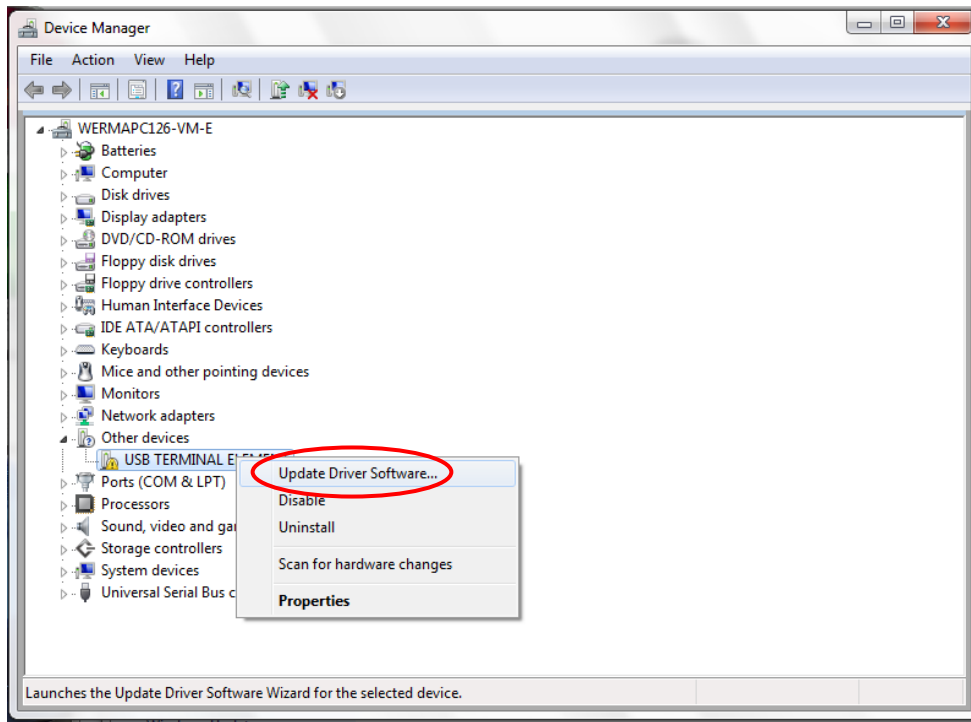 Device Manager
File Action View Help
WERMAPC126-VM-E
Batteries
Computer
Disk drives
Display adapters
DVD/CD-ROM drives
Floppy disk drives
Floppy drive controllers
Human Interface Devices
IDE ATA/ATAPI controllers
Keyboards
Mice and other pointing devices
Monitors
Network adapters
Other devices
USB TERMINAL
Update Driver Software...
Ports (COM & LPT)
Disable
Processors
Sound, video and
Uninstall
Storage controllers
Scan for hardware changes
System devices
Universal Serial Bus
Properties
Launches the Update Driver Software Wizard for the selected device.